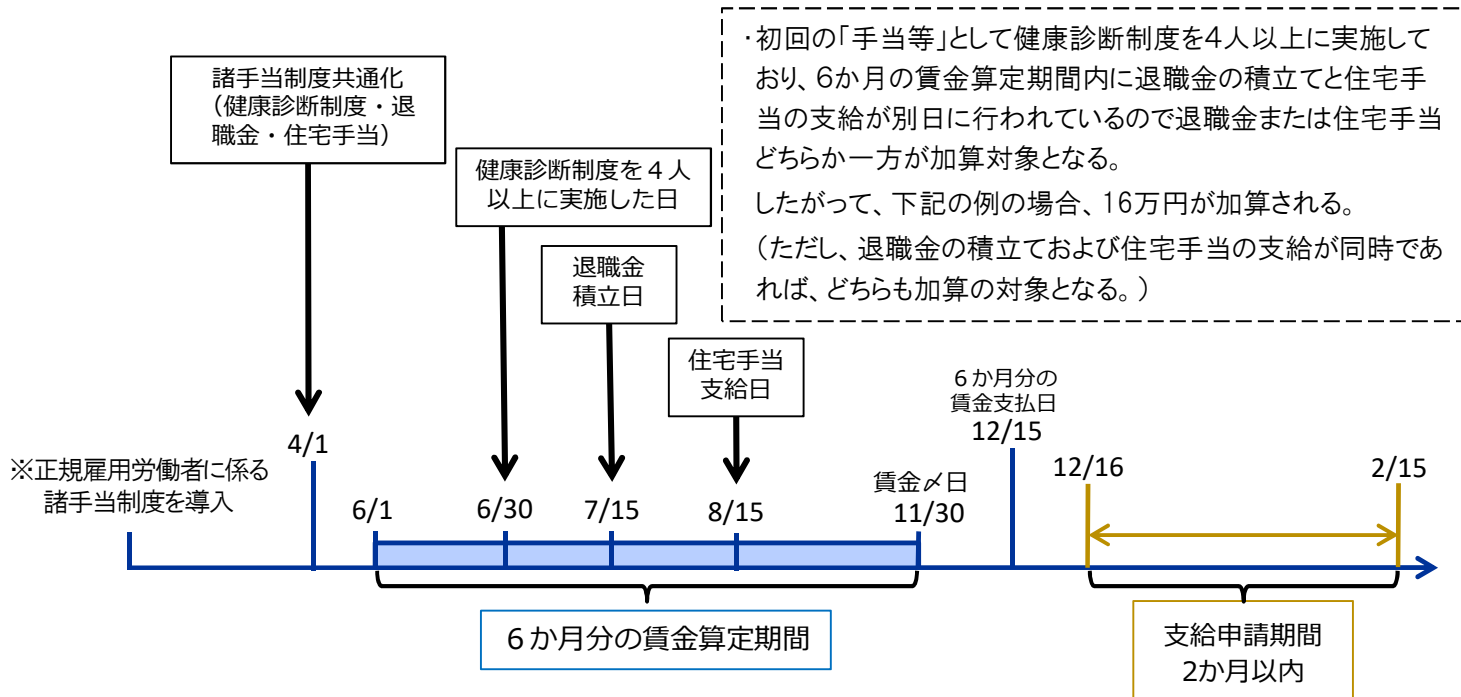 ・初回の「手当等」として健康診断制度を4人以上に実施して
おり、6か月の賃金算定期間内に退職金の積立てと住宅手
当の支給が別日に行われているので退職金または住宅手当
どちらか一方が加算対象となる。
したがって、下記の例の場合、16万円が加算される。
（ただし、退職金の積立ておよび住宅手当の支給が同時であ
れば、どちらも加算の対象となる。）
諸手当制度共通化
（健康診断制度・退
職金・住宅手当）
健康診断制度を４人
以上に実施した日
退職金
積立日
住宅手当
支給日
６か月分の
賃金支払日
12/15
※正規雇用労働者に係る
諸手当制度を導入
4/1
6/1
6/30
7/15
8/15
賃金〆日
11/30
12/16
2/15
６か月分の賃金算定期間
支給申請期間
2か月以内